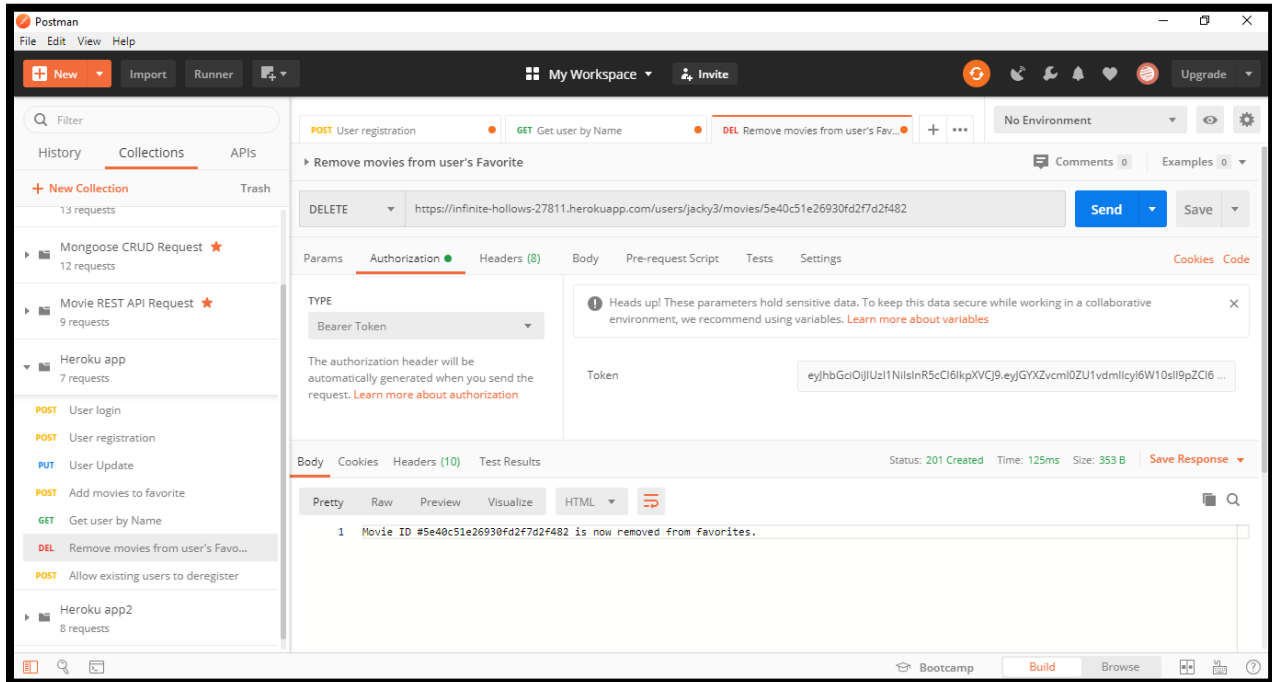 Postman
File Edit View Help
New Import Runner My Workspace Invite Upgrade
Filter
History Collections APIs
+ New Collection Trash
13 requests
Mongoose CRUD Request
12 requests
Movie REST API Request
9 requests
Heroku app
7 requests
POST User login
POST User registration
PUT User Update
POST Add movies to favorite
GET Get user by Name
DEL Remove movies from user's Favo...
POST Allow existing users to deregister
Heroku app2
8 requests
POST User registration GET Get user by Name DEL Remove movies from user's Fav... + ••• No Environment
Remove movies from user's Favorite Comments 0 Examples 0
DELETE https://infinite-hollows-27811.herokuapp.com/users/jacky3/movies/5e40c51e26930fd2f7d2f482 Send Save
Params Authorization Headers (8) Body Pre-request Script Tests Settings Cookies Code
TYPE
Bearer Token
The authorization header will be
automatically generated when you send the
request. Learn more about authorization
Heads up! These parameters hold sensitive data. To keep this data secure while working in a collaborative
environment, we recommend using variables. Learn more about variables
Token
Body Cookies Headers (10) Test Results Status: 201 Created Time: 125ms Size: 353 B Save Response
Pretty Raw Preview Visualize HTML
1 Movie ID #5e40c51e26930fd2f7d2f482 is now removed from favorites.
Bootcamp Build Browse